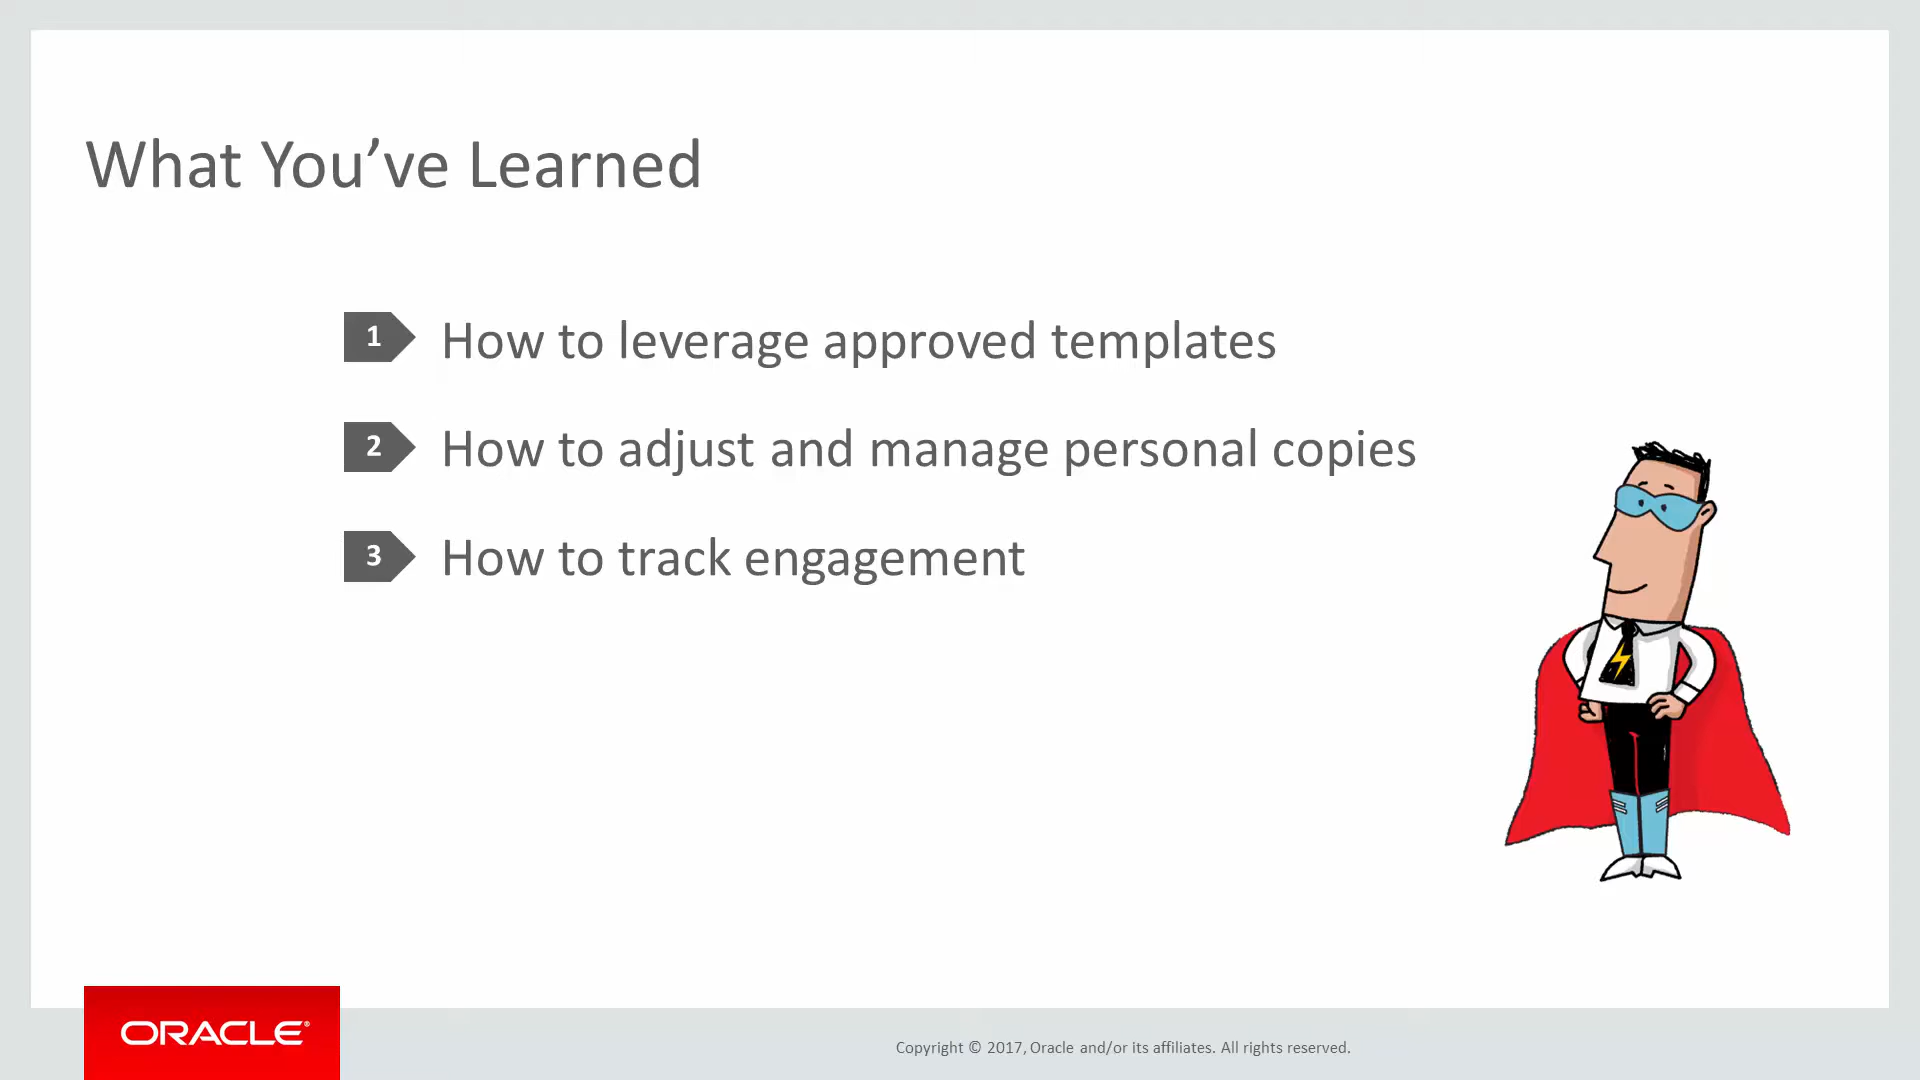 What You’ve Learned
1 How to leverage approved templates
2 How to adjust and manage personal copies
3 How to track engagement
ORACLE®
Copyright © 2017, Oracle and/or its affiliates. All rights reserved.